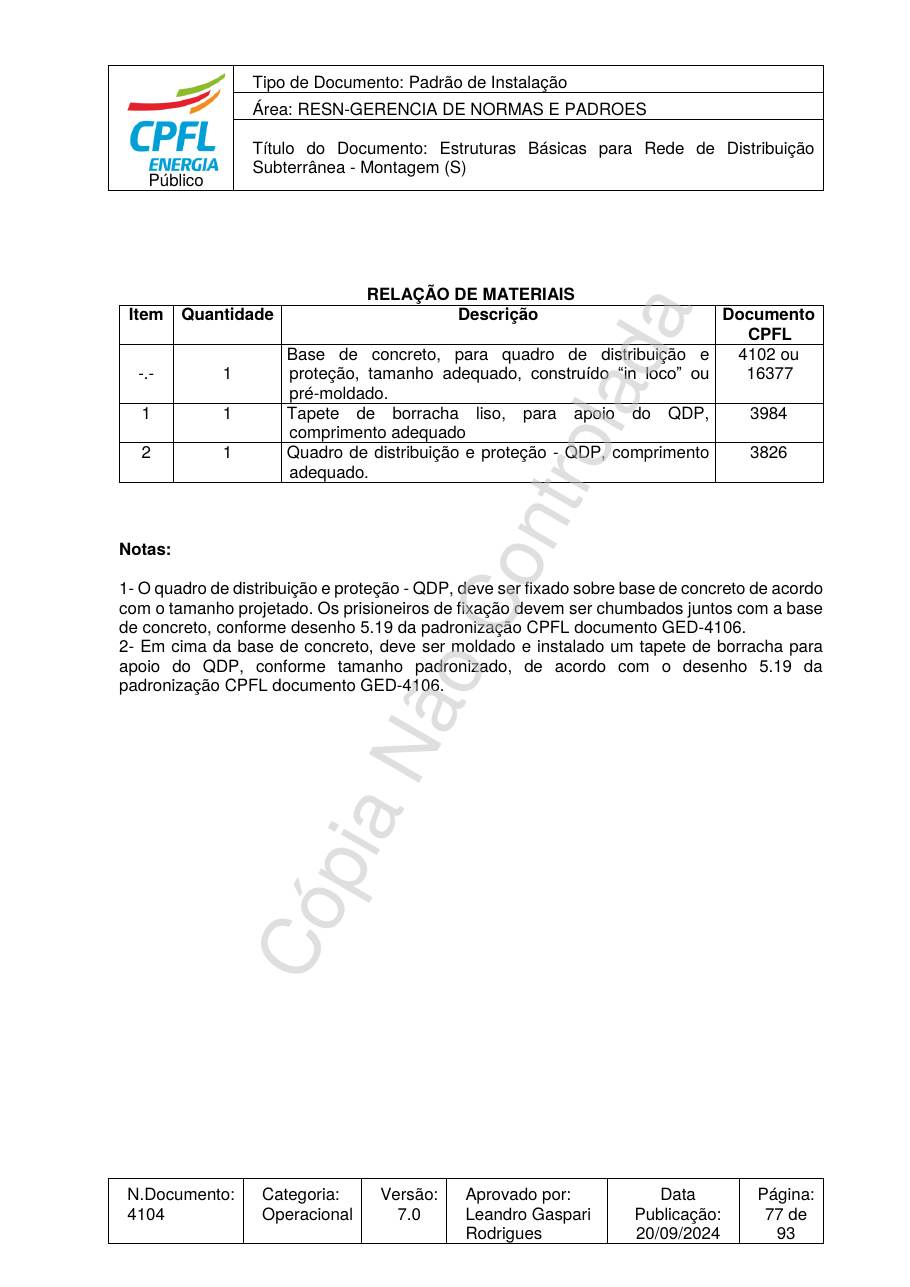 Tipo de Documento: Padrão de Instalação
Área: RESN-GERENCIA DE NORMAS E PADROES
Título do Documento: Estruturas Básicas para Rede de Distribuição
Subterrânea - Montagem (S)
CPFL
ENERGIA
Público
RELAÇÃO DE MATERIAIS
Item Quantidade Descrição Documento
CPFL
-.- 1 Base de concreto, para quadro de distribuição e
proteção, tamanho adequado, construído “in loco” ou
pré-moldado. 4102 ou
16377
1 1 Tapete de borracha liso, para apoio do QDP,
comprimento adequado 3984
2 1 Quadro de distribuição e proteção - QDP, comprimento
adequado. 3826
Notas:
1- O quadro de distribuição e proteção - QDP, deve ser fixado sobre base de concreto de acordo
com o tamanho projetado. Os prisioneiros de fixação devem ser chumbados juntos com a base
de concreto, conforme desenho 5.19 da padronização CPFL documento GED-4106.
2- Em cima da base de concreto, deve ser moldado e instalado um tapete de borracha para
apoio do QDP, conforme tamanho padronizado, de acordo com o desenho 5.19 da
padronização CPFL documento GED-4106.
Cópia Não Controlada
N.Documento:
4104
Categoria:
Operacional
Versão:
7.0
Aprovado por:
Leandro Gaspari
Rodrigues
Data
Publicação:
20/09/2024
Página:
77 de
93